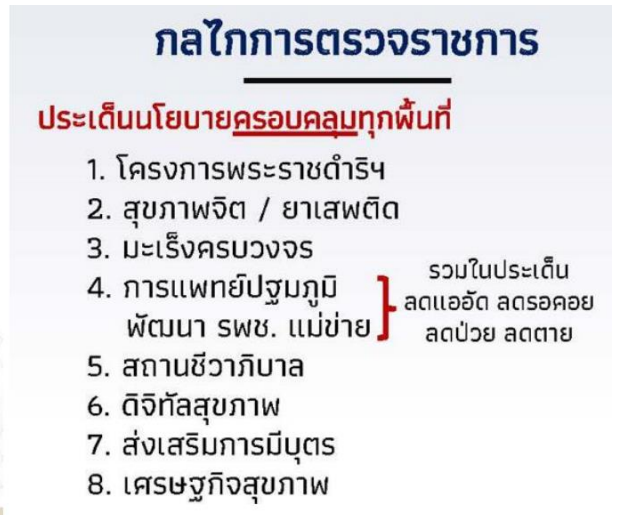 กลไกการตรวจราชการ
ประเด็นนโยบายครอบคลุมทุกพื้นที่
1. โครงการพระราชดำริฯ
2. สุขภาพจิต / ยาเสพติด
3. มะเร็งครบวงจร
4. การแพทย์ปฐมภูมิ
พัฒนา รพช. แม่ข่าย
รวมในประเด็น
ลดแออัด ลดรอคอย
ลดป่วย ลดตาย
5. สถานชีวาภิบาล
6. ดิจิทัลสุขภาพ
7. ส่งเสริมการมีบุตร
8. เศรษฐกิจสุขภาพ